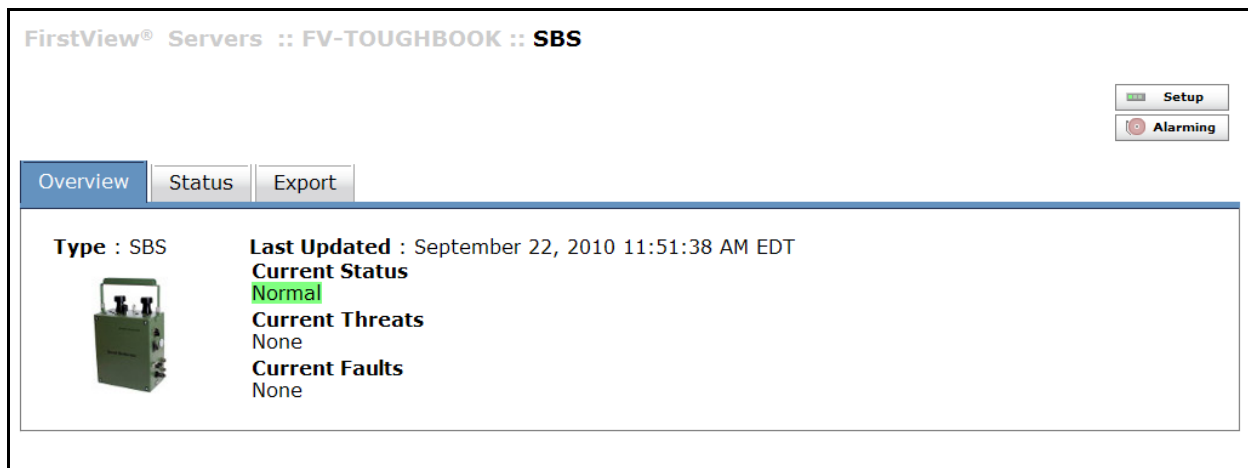 FirstView® Servers :: FV-TOUGHBOOK :: SBS
Setup
Alarming
Overview Status Export
Type : SBS Last Updated : September 22, 2010 11:51:38 AM EDT
Current Status
Normal
Current Threats
None
Current Faults
None